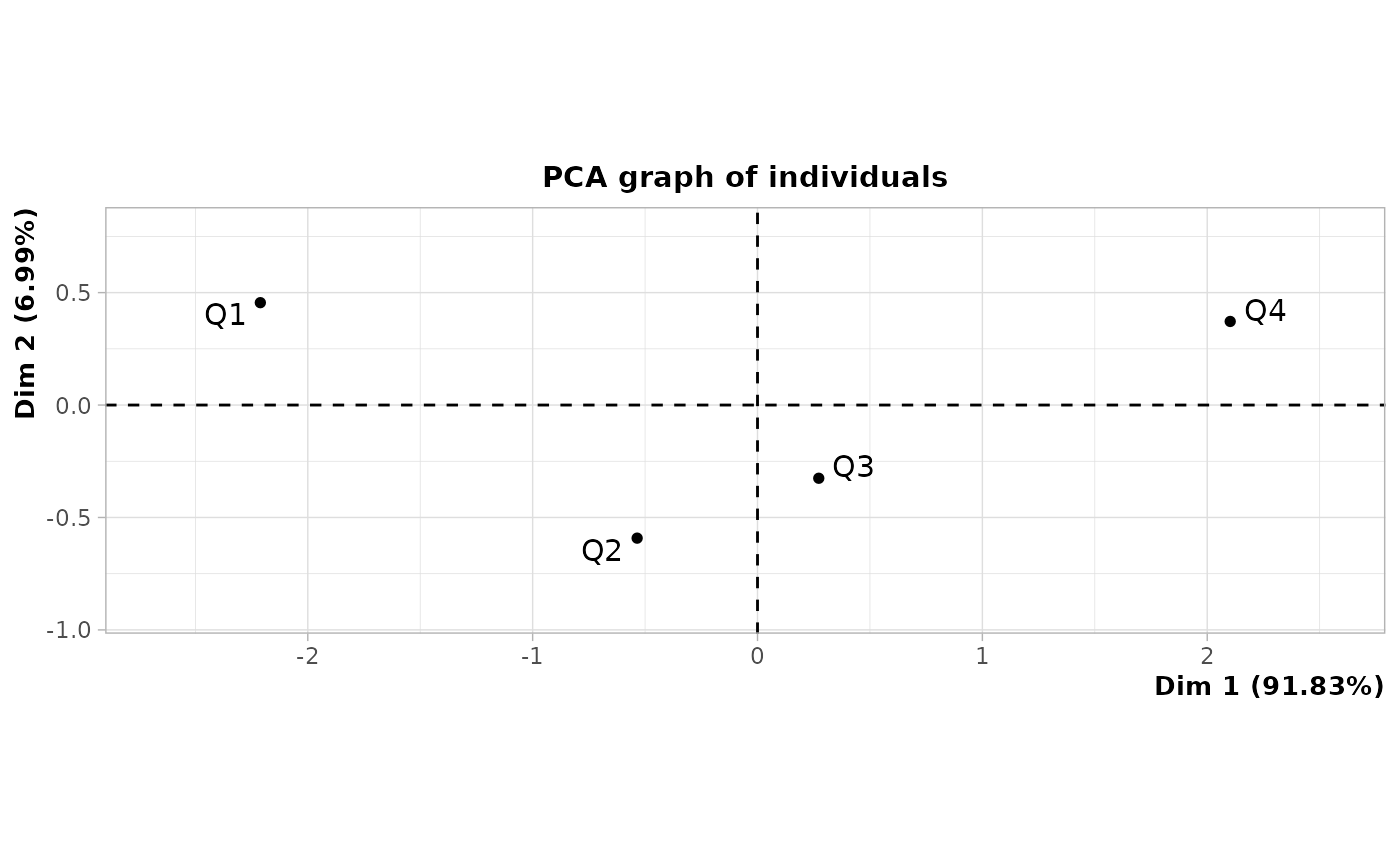 PCA graph of individuals
Dim 2 (6.99%)
0.5
0.0
-0.5
-1.0
Q1
Q4
Q3
Q2
-2
-1
0
1
2
Dim 1 (91.83%)